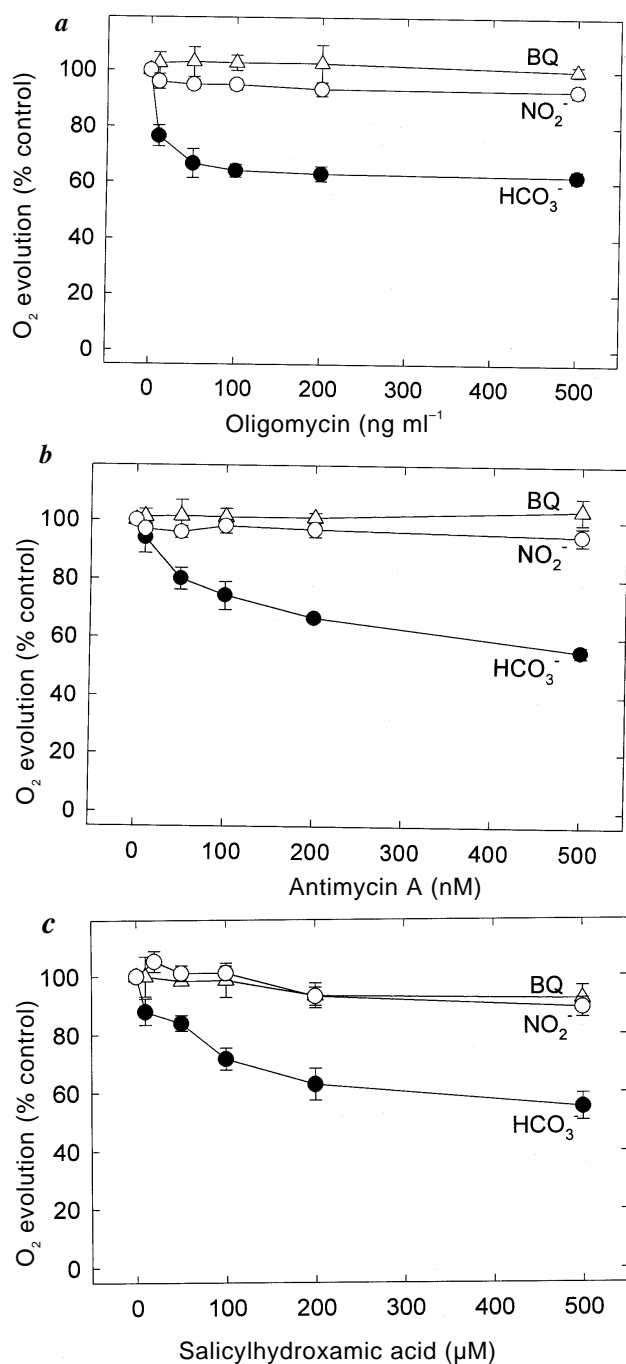 a
O₂ evolution (% control)
100
80
60
40
20
0
BQ
NO₂⁻
HCO₃⁻
0 100 200 300 400 500
Oligomycin (ng ml⁻¹
b
O₂ evolution (% control)
100
80
60
40
20
0
BQ
NO₂⁻
HCO₃⁻
0 100 200 300 400 500
Antimycin A (nM)
c
O₂ evolution (% control)
100
80
60
40
20
0
BQ
NO₂⁻
HCO₃⁻
0 100 200 300 400 500
Salicylhydroxamic acid (µM)